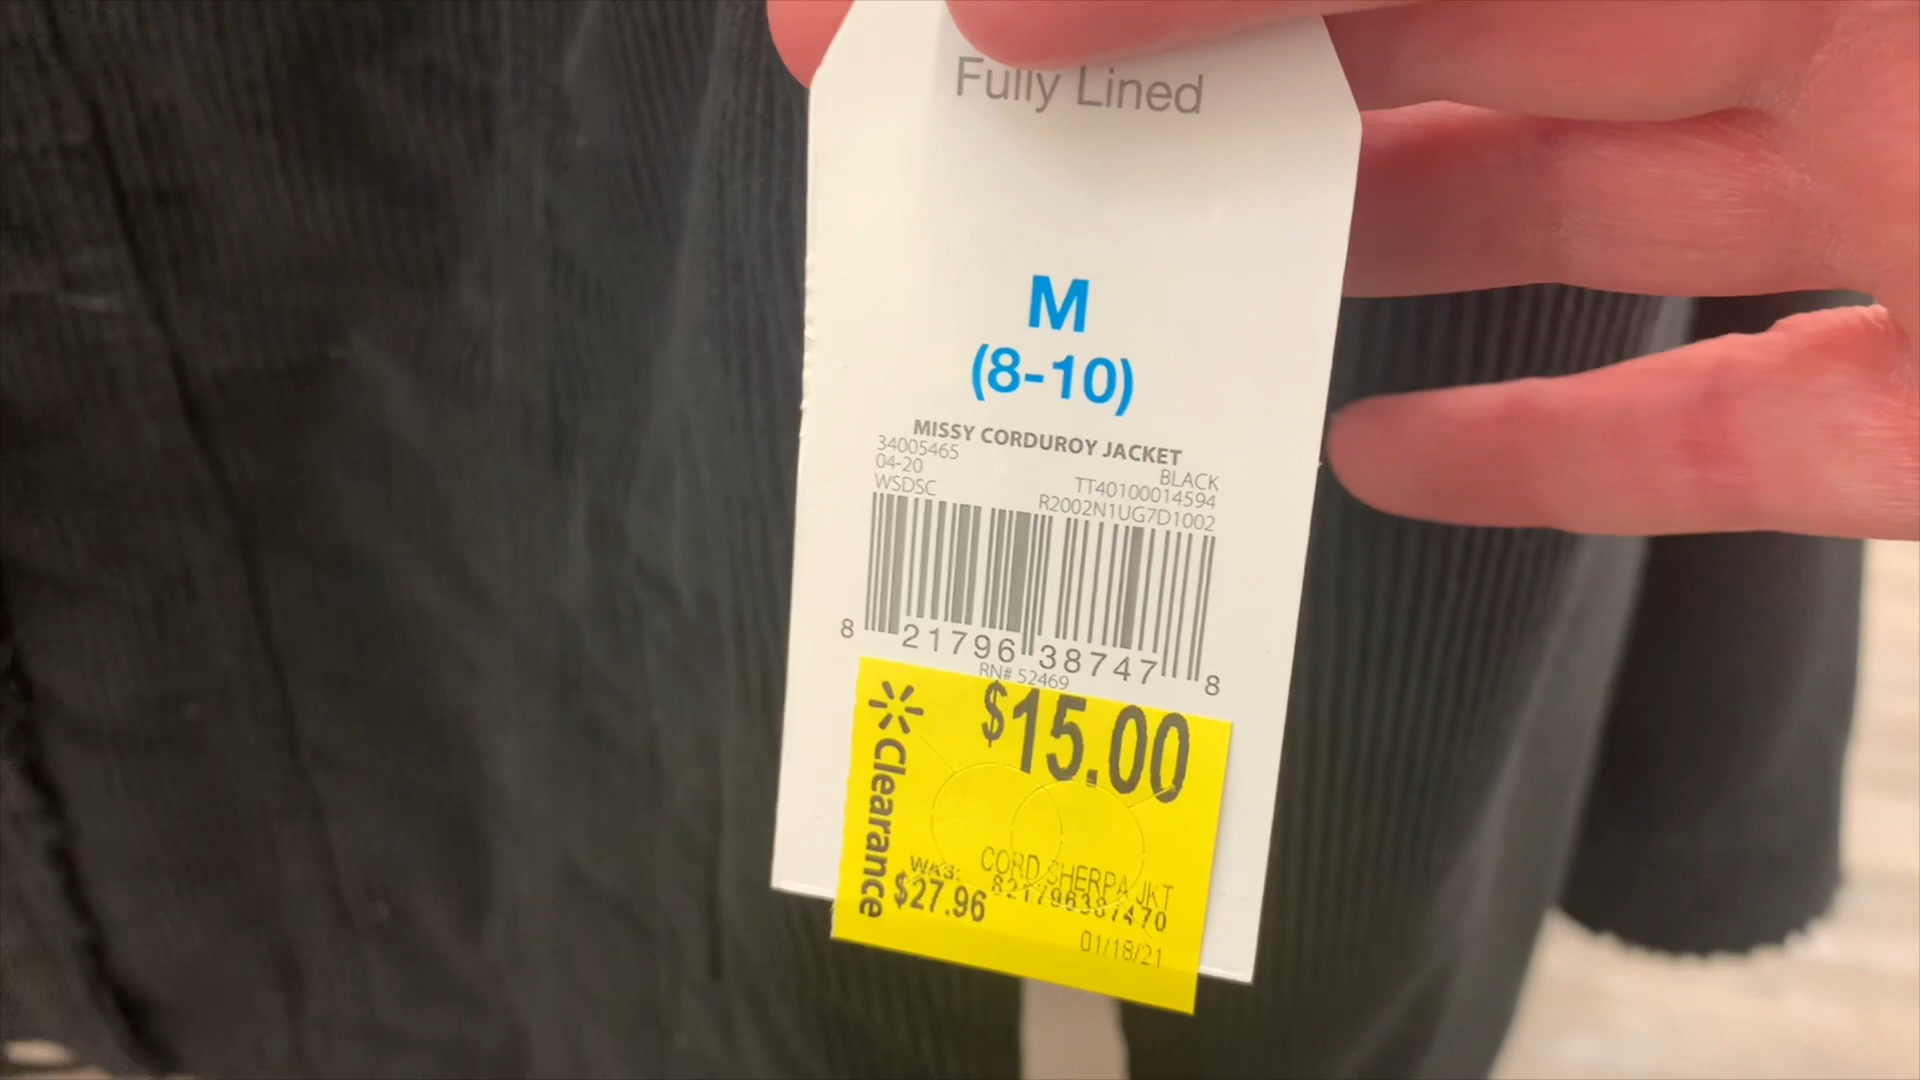 Fully Lined
M
(8-10)
MISSY CORDUROY JACKET
34005465 BLACK
04-20 TT40100014594
WSDSC R2002N1UG7D1002
8 21796 38747 8
RN# 52469
$15.00
Clearance
WAS: CORD SHERPA JKT
$27.96 821796387470
01/18/21